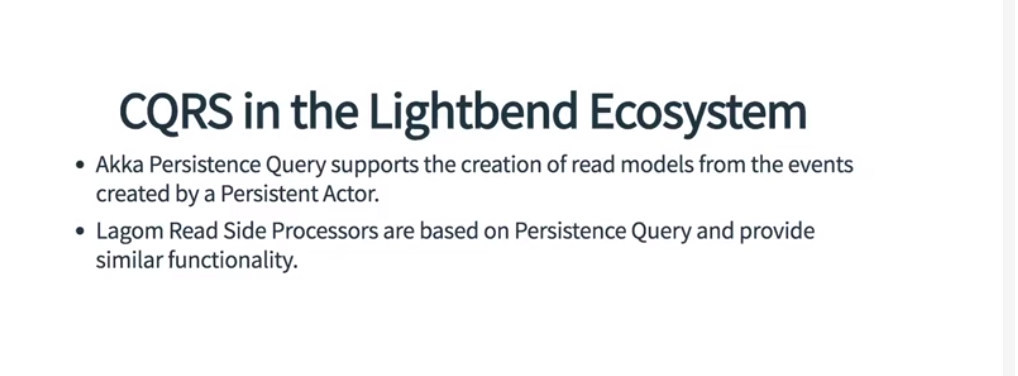 CQRS in the Lightbend Ecosystem
• Akka Persistence Query supports the creation of read models from the events
created by a Persistent Actor.
• Lagom Read Side Processors are based on Persistence Query and provide
similar functionality.